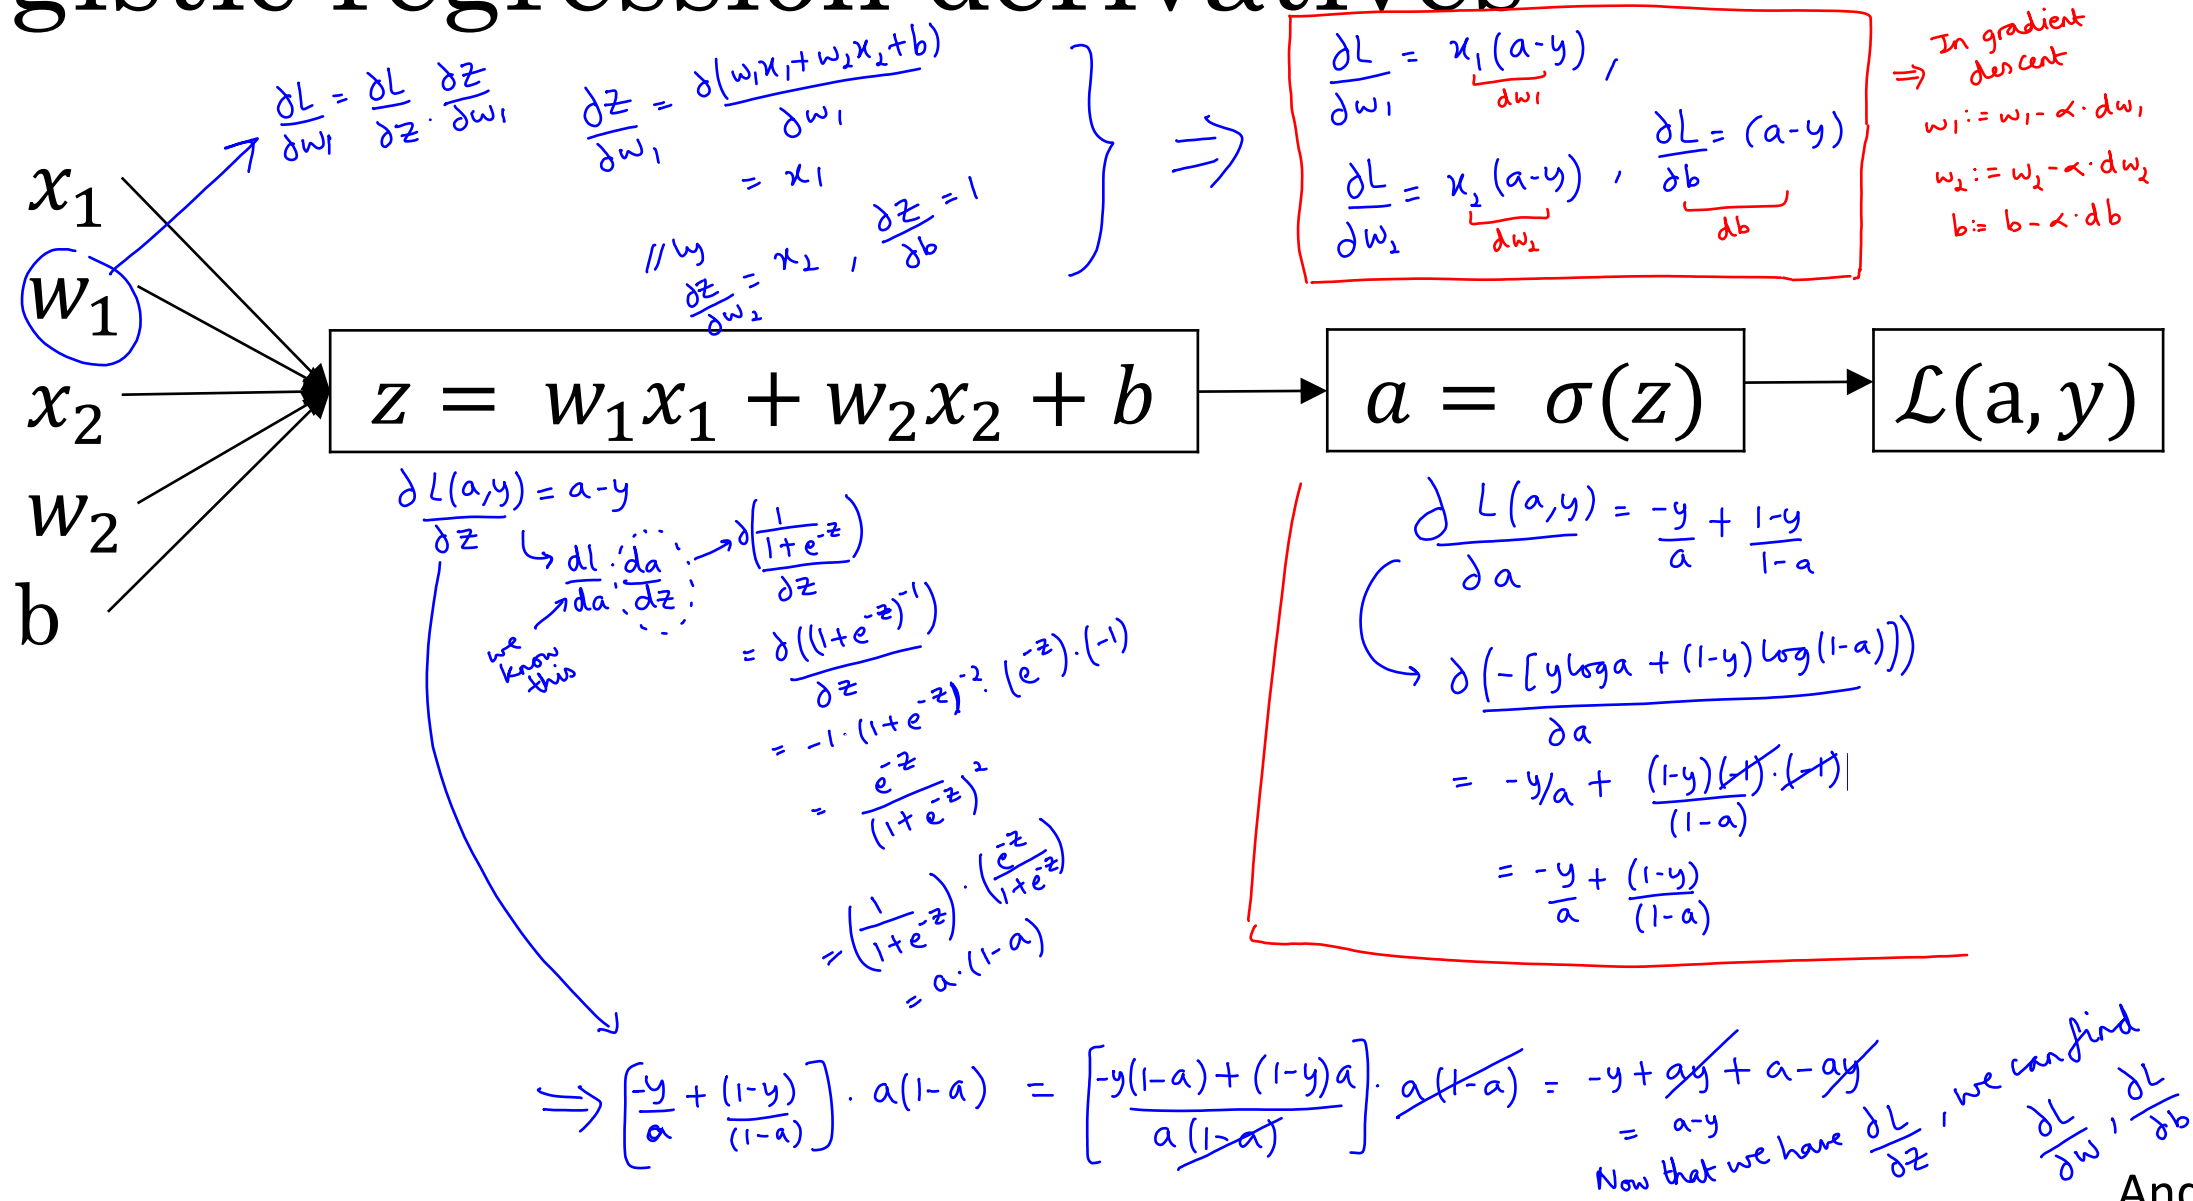 gistic regression derivatives
∂L/∂w₁ = ∂L/∂z · ∂z/∂w₁
∂z/∂w₁ = ∂(w₁x₁+w₂x₂+b)/∂w₁
= x₁
//ly
∂z/∂w₂ = x₂ , ∂z/∂b = 1
⇒
∂L/∂w₁ = x₁(a-y) ,
dw₁
∂L/∂w₂ = x₂(a-y) , ∂L/∂b = (a-y)
dw₂
db
⇒ In gradient
descent
w₁ := w₁ - α · dw₁
w₂ := w₂ - α · dw₂
b := b - α · db
x₁
w₁
x₂
w₂
b
z = w₁x₁ + w₂x₂ + b
a = σ(z)
ℒ(a, y)
∂L(a,y)/∂z = a-y
dl/da · da/dz
we
know
this
∂(1/(1+e^-z))/∂z
= ∂((1+e^-z)^-1)/∂z
= -1·(1+e^-z)^-2 · (e^-z)·(-1)
= e^-z/(1+e^-z)²
= (1/(1+e^-z)) · (e^-z/(1+e^-z))
= a·(1-a)
∂L(a,y)/∂a = -y/a + (1-y)/(1-a)
∂(-[yloga + (1-y)log(1-a)])/∂a
= -y/a + (1-y)(-1)·(-1)/(1-a)
= -y/a + (1-y)/(1-a)
⇒ [-y/a + (1-y)/(1-a)] · a(1-a) = [(-y(1-a) + (1-y)a)/(a(1-a))] · a(1-a) = -y + ay + a - ay
= a-y
Now that we have ∂L/∂z , we can find
∂L/∂w , ∂L/∂b